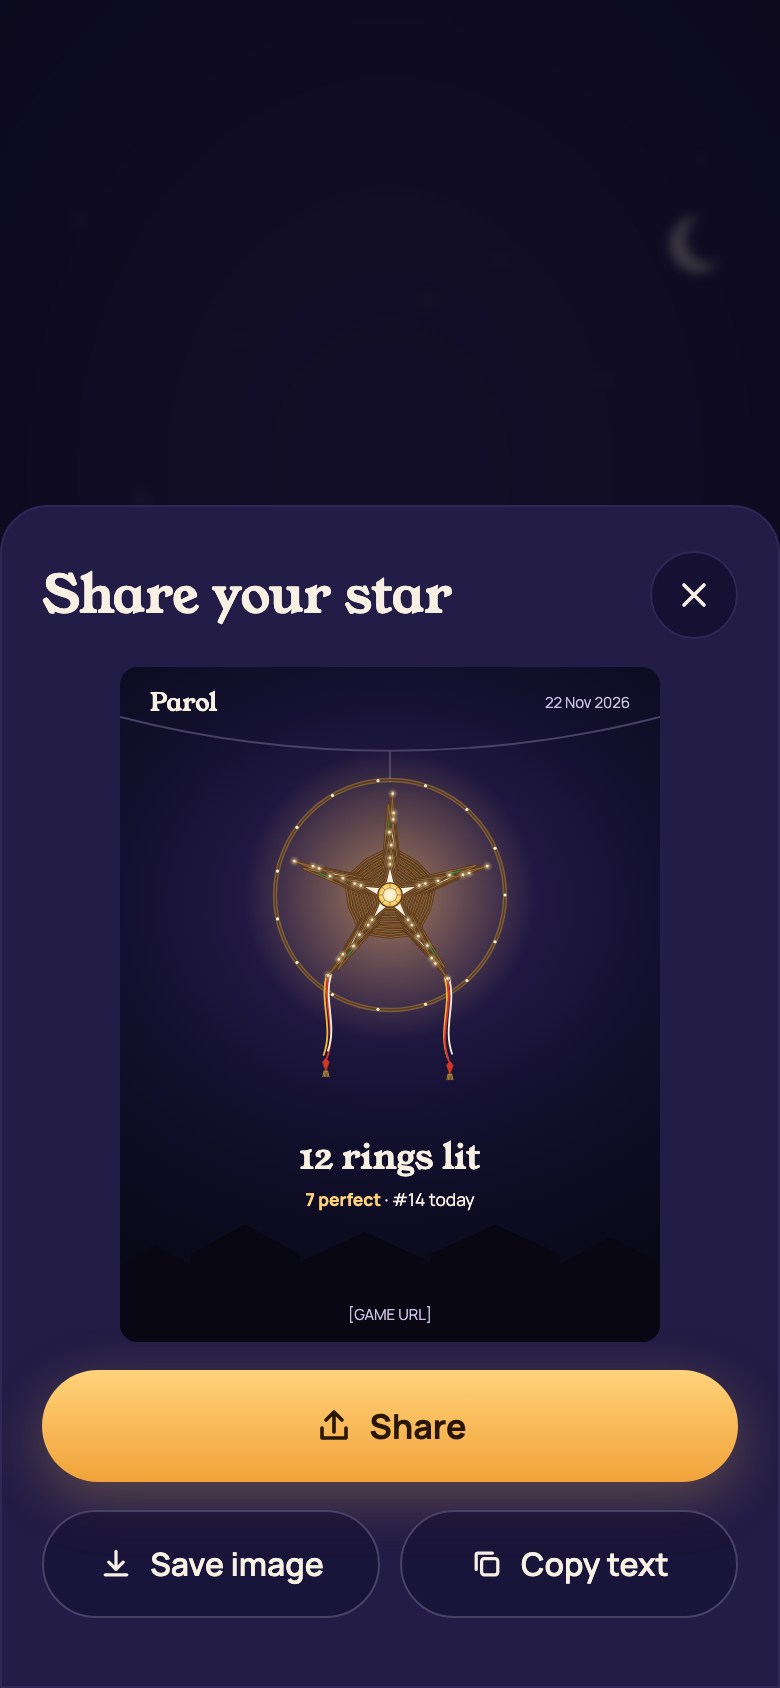 Share your star
Parol
22 Nov 2026
12 rings lit
7 perfect · #14 today
[GAME URL]
Share
Save image
Copy text